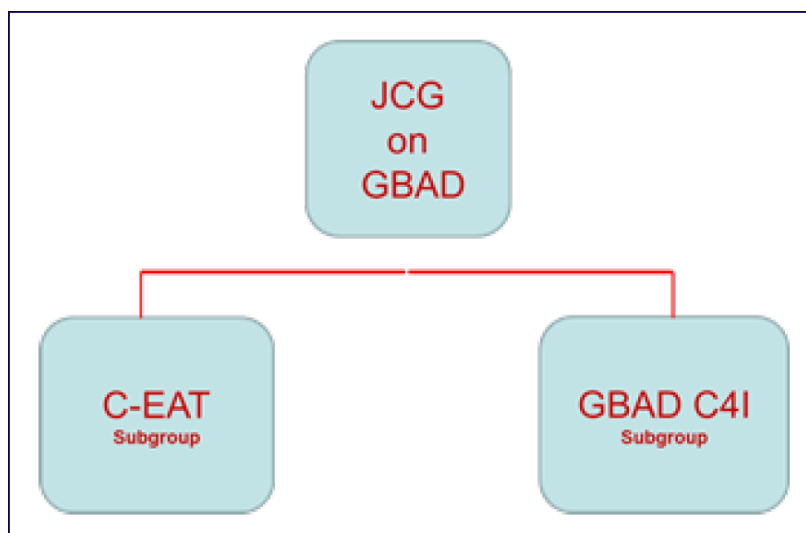 JCG
on
GBAD
C-EAT
Subgroup
GBAD C4I
Subgroup